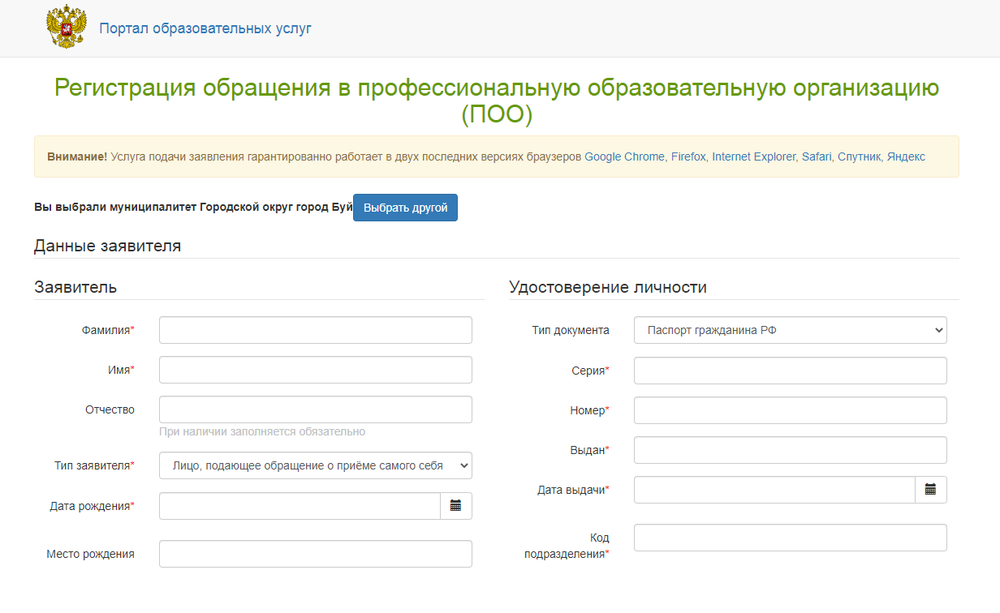 Портал образовательных услуг
Регистрация обращения в профессиональную образовательную организацию
(ПОО)
Внимание! Услуга подачи заявления гарантированно работает в двух последних версиях браузеров Google Chrome, Firefox, Internet Explorer, Safari, Спутник, Яндекс
Вы выбрали муниципалитет Городской округ город Буй Выбрать другой
Данные заявителя
Заявитель
Фамилия*
Имя*
Отчество
При наличии заполняется обязательно
Тип заявителя* Лицо, подающее обращение о приёме самого себя
Дата рождения*
Место рождения
Удостоверение личности
Тип документа Паспорт гражданина РФ
Серия*
Номер*
Выдан*
Дата выдачи*
Код
подразделения*